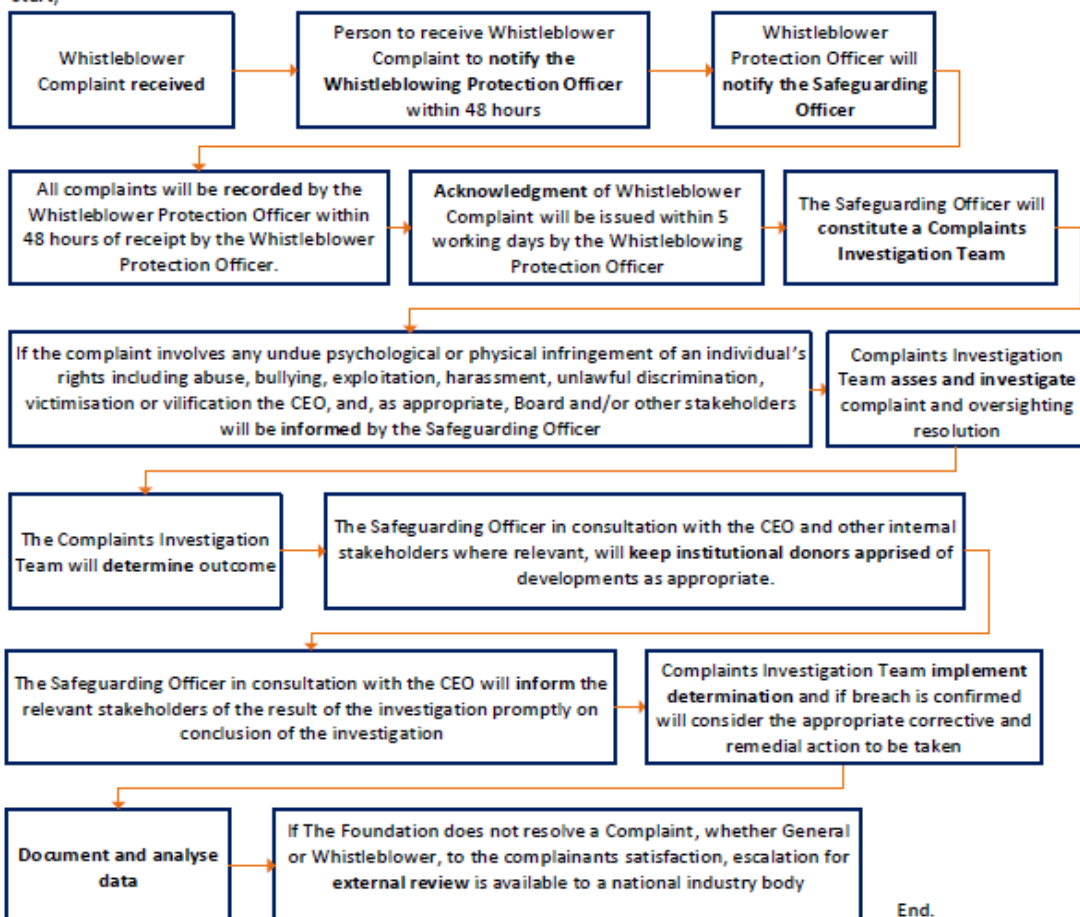 Whistleblower
Complaint received
Person to receive Whistleblower
Complaint to notify the
Whistleblowing Protection Officer
within 48 hours
Whistleblower
Protection Officer will
notify the Safeguarding
Officer
All complaints will be recorded by the
Whistleblower Protection Officer within
48 hours of receipt by the Whistleblower
Protection Officer.
Acknowledgment of Whistleblower
Complaint will be issued within 5
working days by the Whistleblowing
Protection Officer
The Safeguarding Officer will
constitute a Complaints
Investigation Team
If the complaint involves any undue psychological or physical infringement of an individual's
rights including abuse, bullying, exploitation, harassment, unlawful discrimination,
victimisation or vilification the CEO, and, as appropriate, Board and/or other stakeholders
will be informed by the Safeguarding Officer
Complaints Investigation
Team asses and investigate
complaint and oversighting
resolution
The Complaints Investigation
Team will determine outcome
The Safeguarding Officer in consultation with the CEO and other internal
stakeholders where relevant, will keep institutional donors apprised of
developments as appropriate.
The Safeguarding Officer in consultation with the CEO will inform the
relevant stakeholders of the result of the investigation promptly on
conclusion of the investigation
Complaints Investigation Team implement
determination and if breach is confirmed
will consider the appropriate corrective and
remedial action to be taken
Document and analyse
data
If The Foundation does not resolve a Complaint, whether General
or Whistleblower, to the complainants satisfaction, escalation for
external review is available to a national industry body
End.